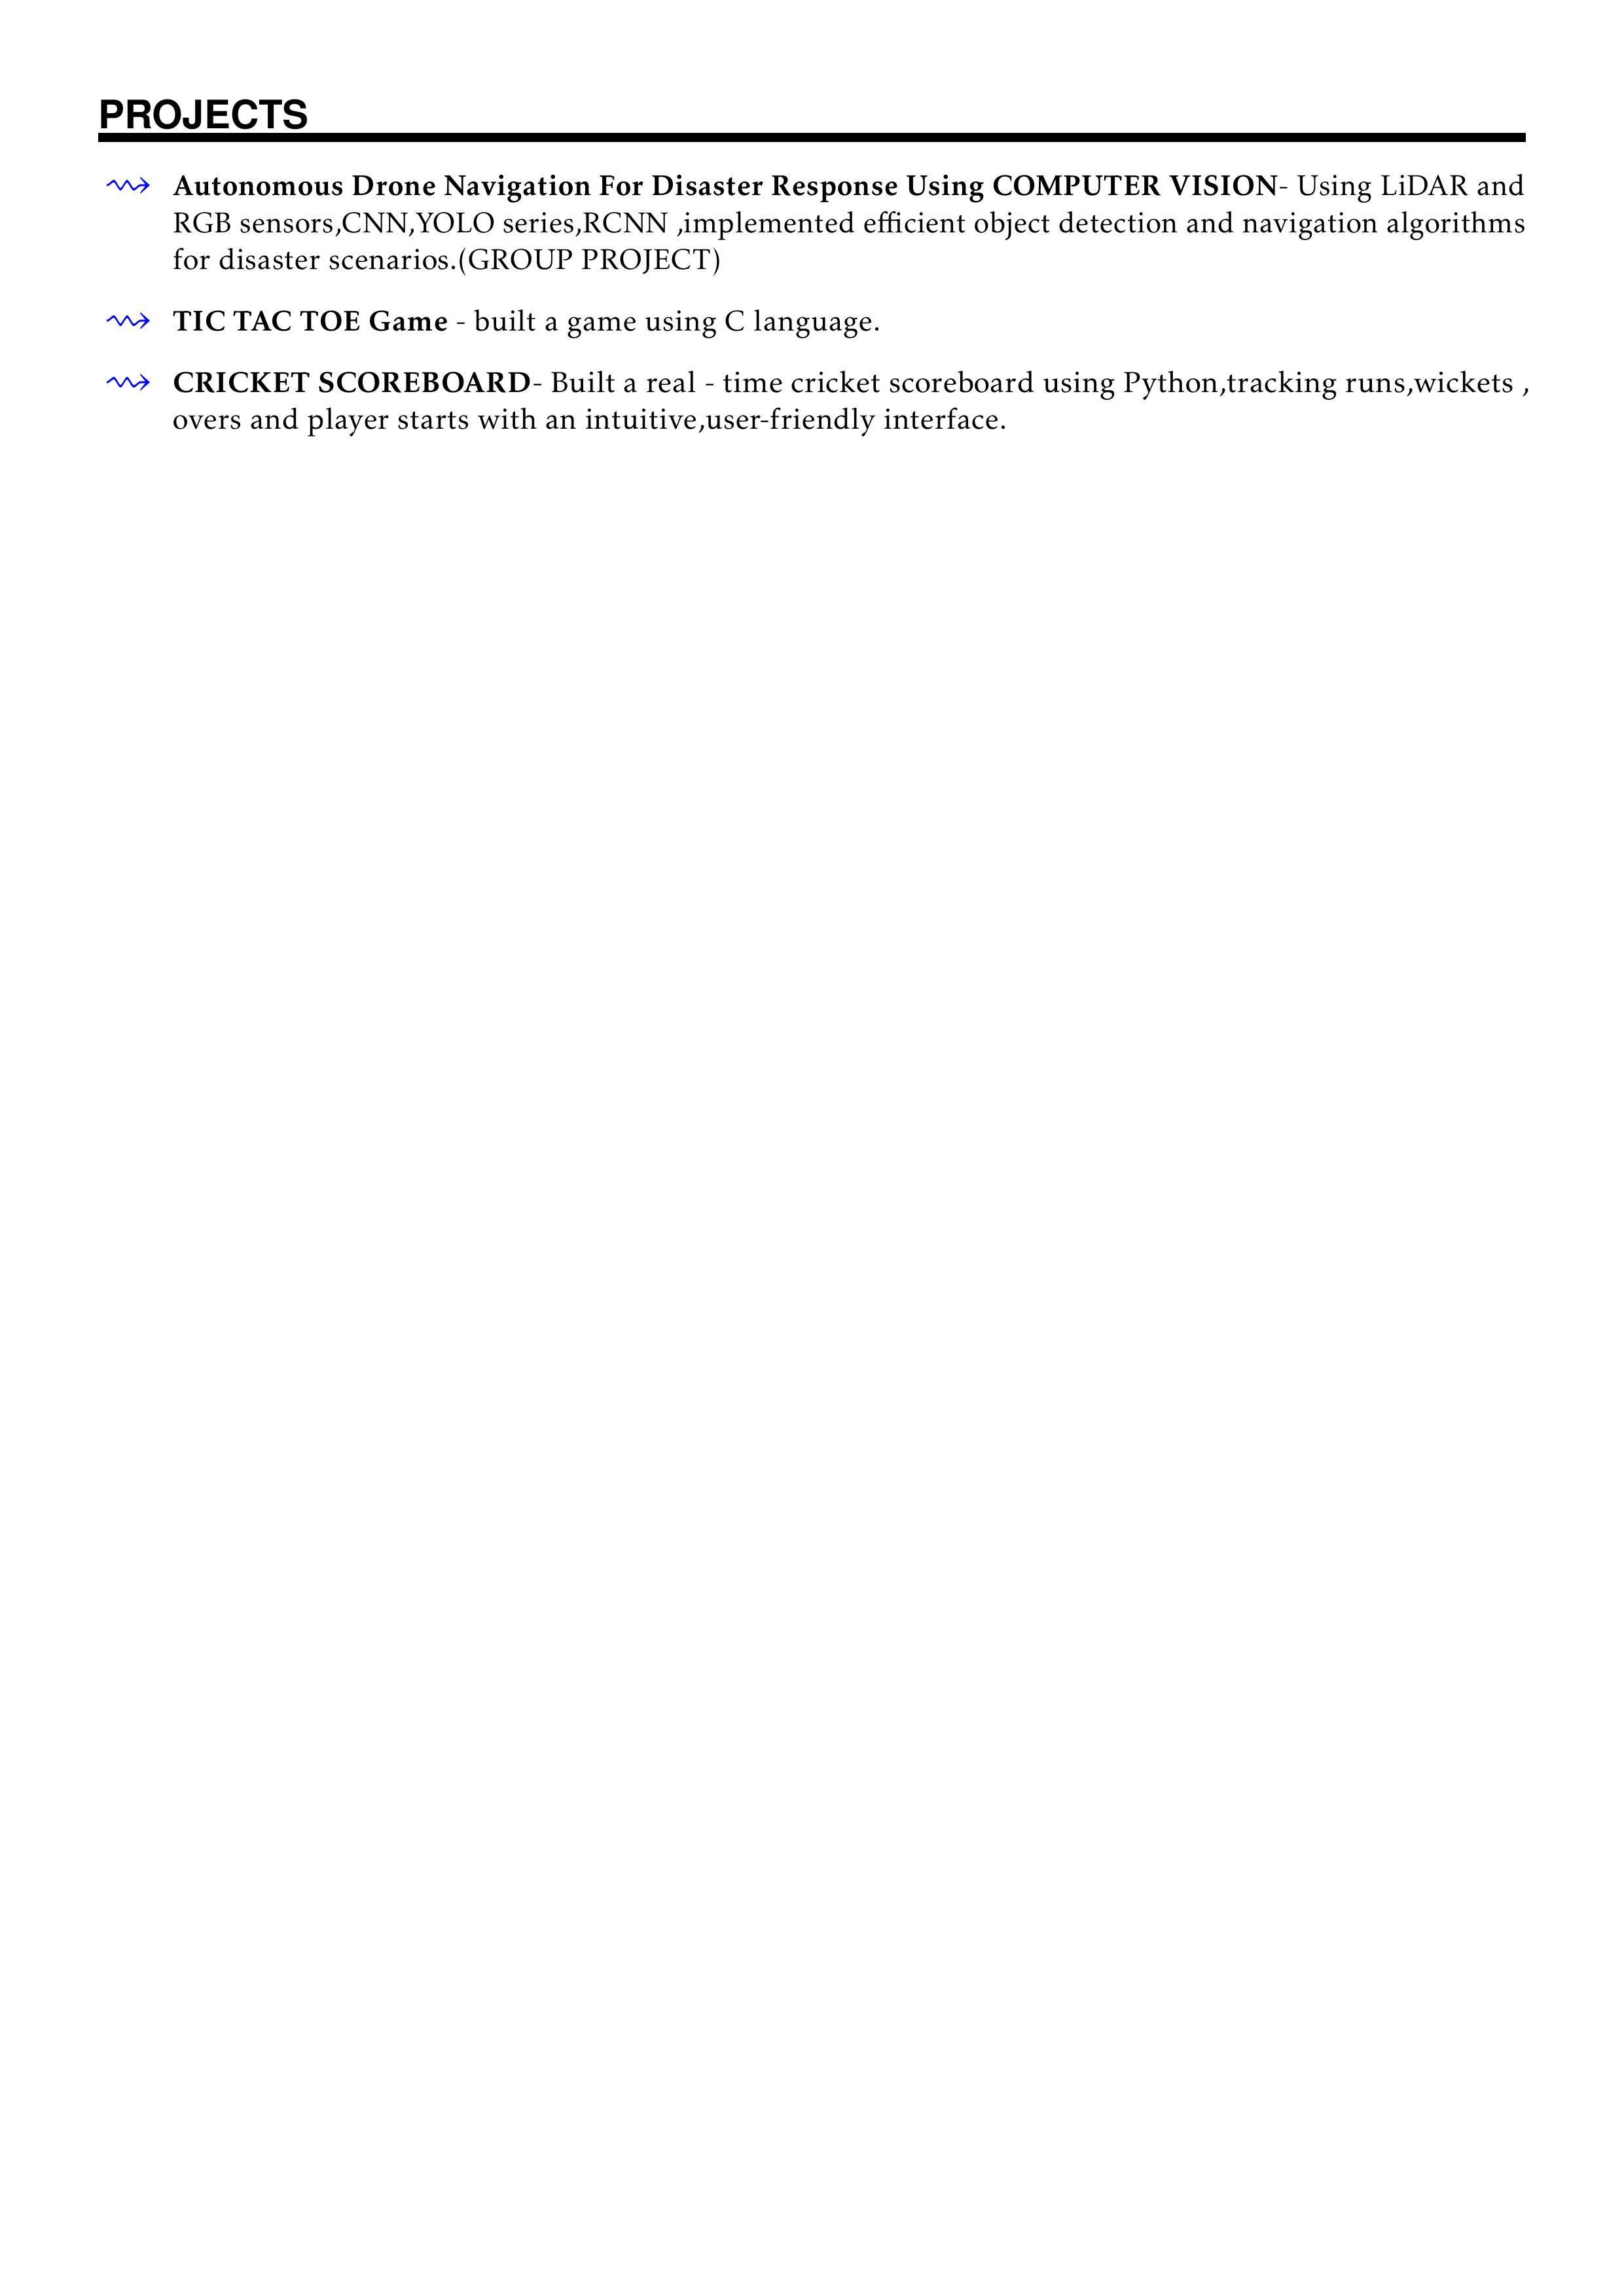 PROJECTS
Autonomous Drone Navigation For Disaster Response Using COMPUTER VISION- Using LiDAR and
RGB sensors,CNN,YOLO series,RCNN ,implemented efficient object detection and navigation algorithms
for disaster scenarios.(GROUP PROJECT)
TIC TAC TOE Game - built a game using C language.
CRICKET SCOREBOARD- Built a real - time cricket scoreboard using Python,tracking runs,wickets ,
overs and player starts with an intuitive,user-friendly interface.